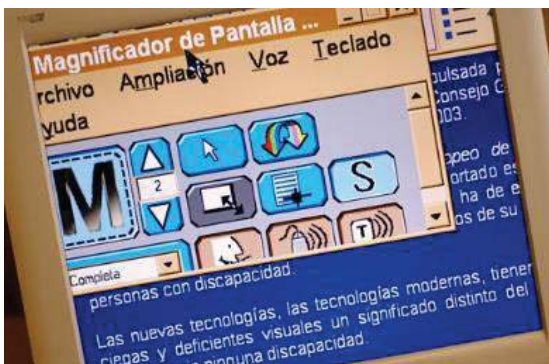 Magnificador de Pantalla ...
rchivo Ampliación Voz Teclado
yuda
M
2
S
T
Completa
pulsada
Consejo
003.
opeo de
ortado es
ha de e
os de su
personas con discapacidad.
Las nuevas tecnologías, las tecnologías modernas, tienen
ciegas y deficientes visuales un significado distinto del
ninguna discapacidad.